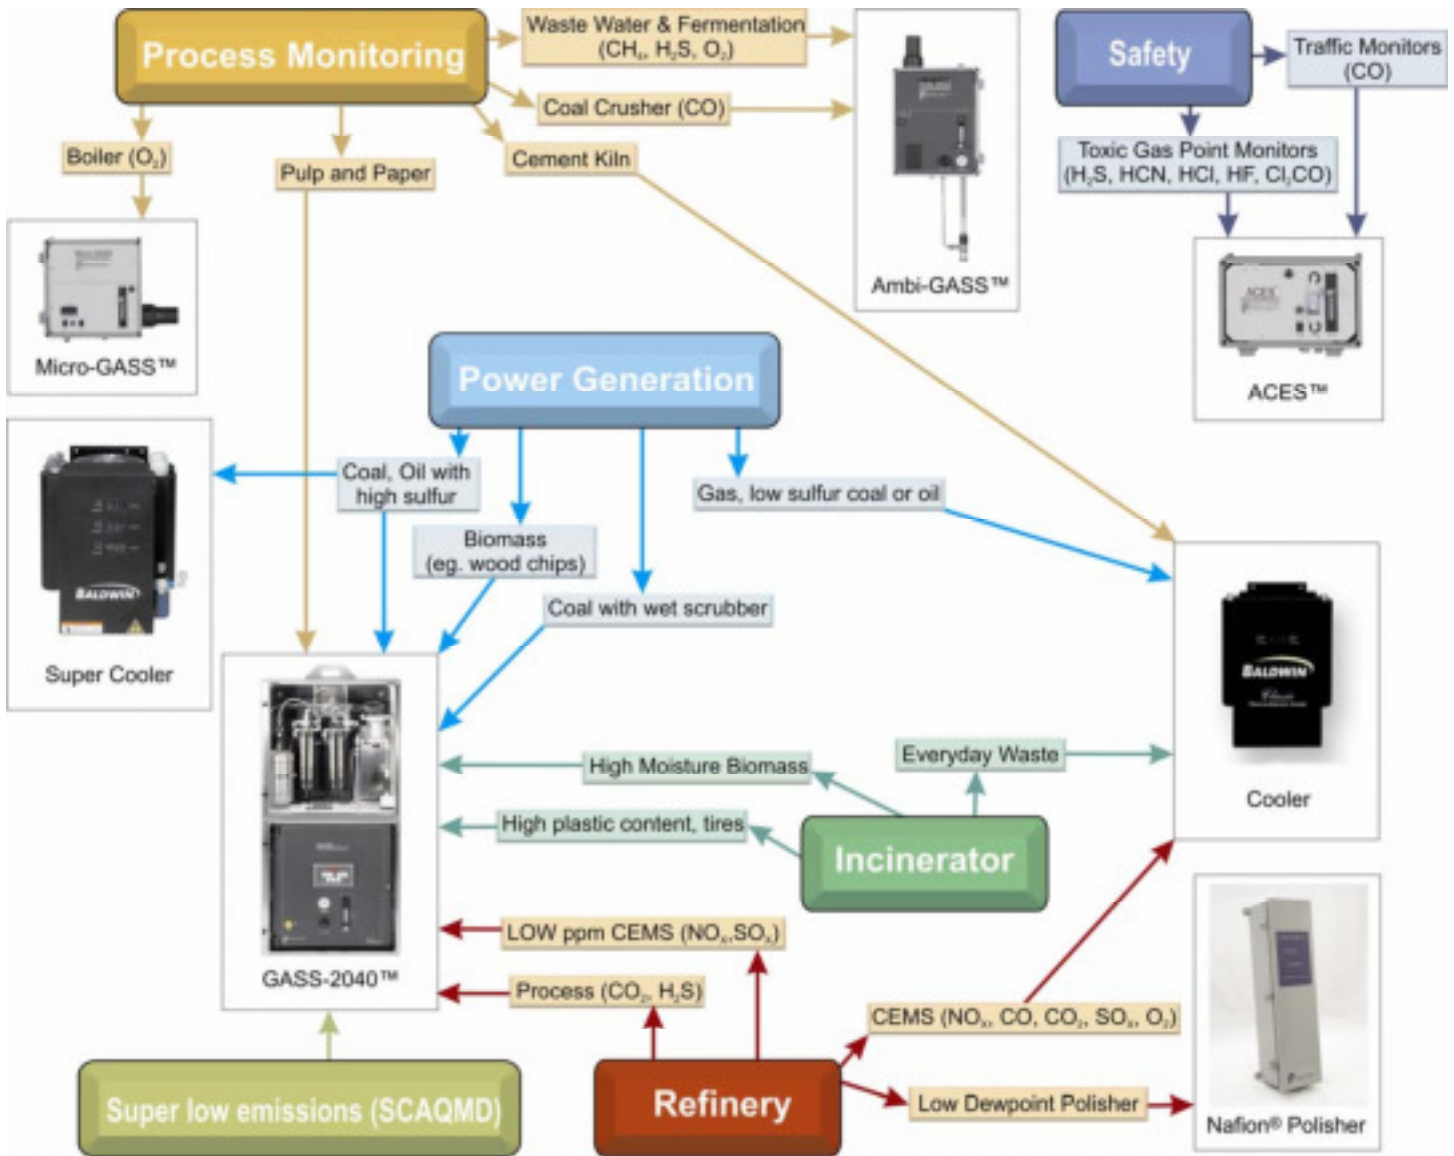 Process Monitoring
Waste Water & Fermentation
(CH₄, H₂S, O₂)
Coal Crusher (CO)
Cement Kiln
Boiler (O₂)
Pulp and Paper
Micro-GASS™
Ambi-GASS™
Safety
Traffic Monitors
(CO)
Toxic Gas Point Monitors
(H₂S, HCN, HCl, HF, Cl₂CO)
ACES
ACES™
Power Generation
Coal, Oil with
high sulfur
Biomass
(eg. wood chips)
Coal with wet scrubber
Gas, low sulfur coal or oil
BALDWIN
Super Cooler
BALDWIN
Classic
Cooler
High Moisture Biomass
Everyday Waste
High plastic content, tires
Incinerator
GASS-2040™
LOW ppm CEMS (NOₓ,SOₓ)
Process (CO₂, H₂S)
CEMS (NOₓ, CO, CO₂, SOₓ, O₂)
Low Dewpoint Polisher
Nafion® Polisher
Super low emissions (SCAQMD)
Refinery